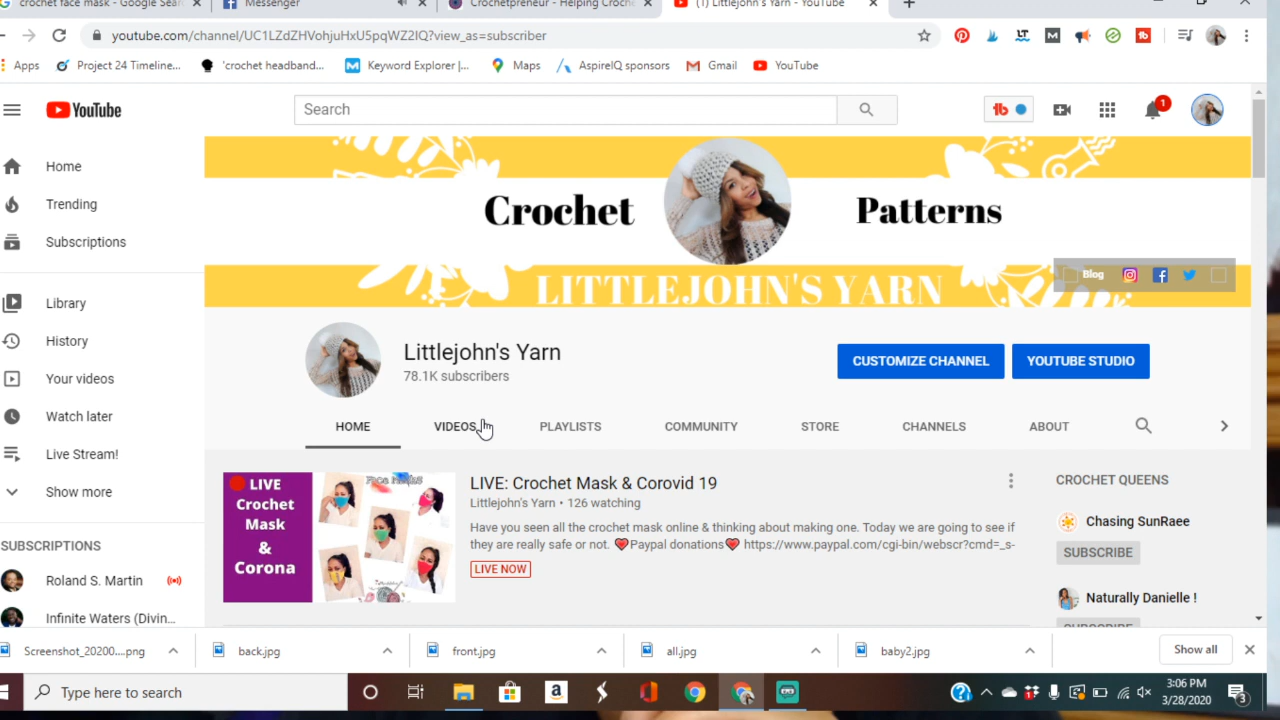 crochet face mask - Google Sear
Messenger
Crochetpreneur - Helping Croche
(1) Littlejohn's Yarn - YouTube
youtube.com/channel/UC1LZdZHVohjuHxU5pqWZ2IQ?view_as=subscriber
Apps
Project 24 Timeline...
'crochet headband...
Keyword Explorer |...
Maps
AspireIQ sponsors
Gmail
YouTube
YouTube
Search
1
Home
Trending
Subscriptions
Library
History
Your videos
Watch later
Live Stream!
Show more
SUBSCRIPTIONS
Roland S. Martin
Infinite Waters (Divin...
Crochet
Patterns
LITTLEJOHN'S YARN
Blog
Littlejohn's Yarn
78.1K subscribers
CUSTOMIZE CHANNEL
YOUTUBE STUDIO
HOME
VIDEOS
PLAYLISTS
COMMUNITY
STORE
CHANNELS
ABOUT
LIVE
Crochet
Mask
&
Corona
Face Masks
LIVE: Crochet Mask & Corovid 19
Littlejohn's Yarn • 126 watching
Have you seen all the crochet mask online & thinking about making one. Today we are going to see if
they are really safe or not. ❤Paypal donations❤ https://www.paypal.com/cgi-bin/webscr?cmd=_s-
LIVE NOW
CROCHET QUEENS
Chasing SunRaee
SUBSCRIBE
Naturally Danielle !
SUBSCRIBE
Screenshot_20200....png
back.jpg
front.jpg
all.jpg
baby2.jpg
Show all
Type here to search
3:06 PM
3/28/2020
3